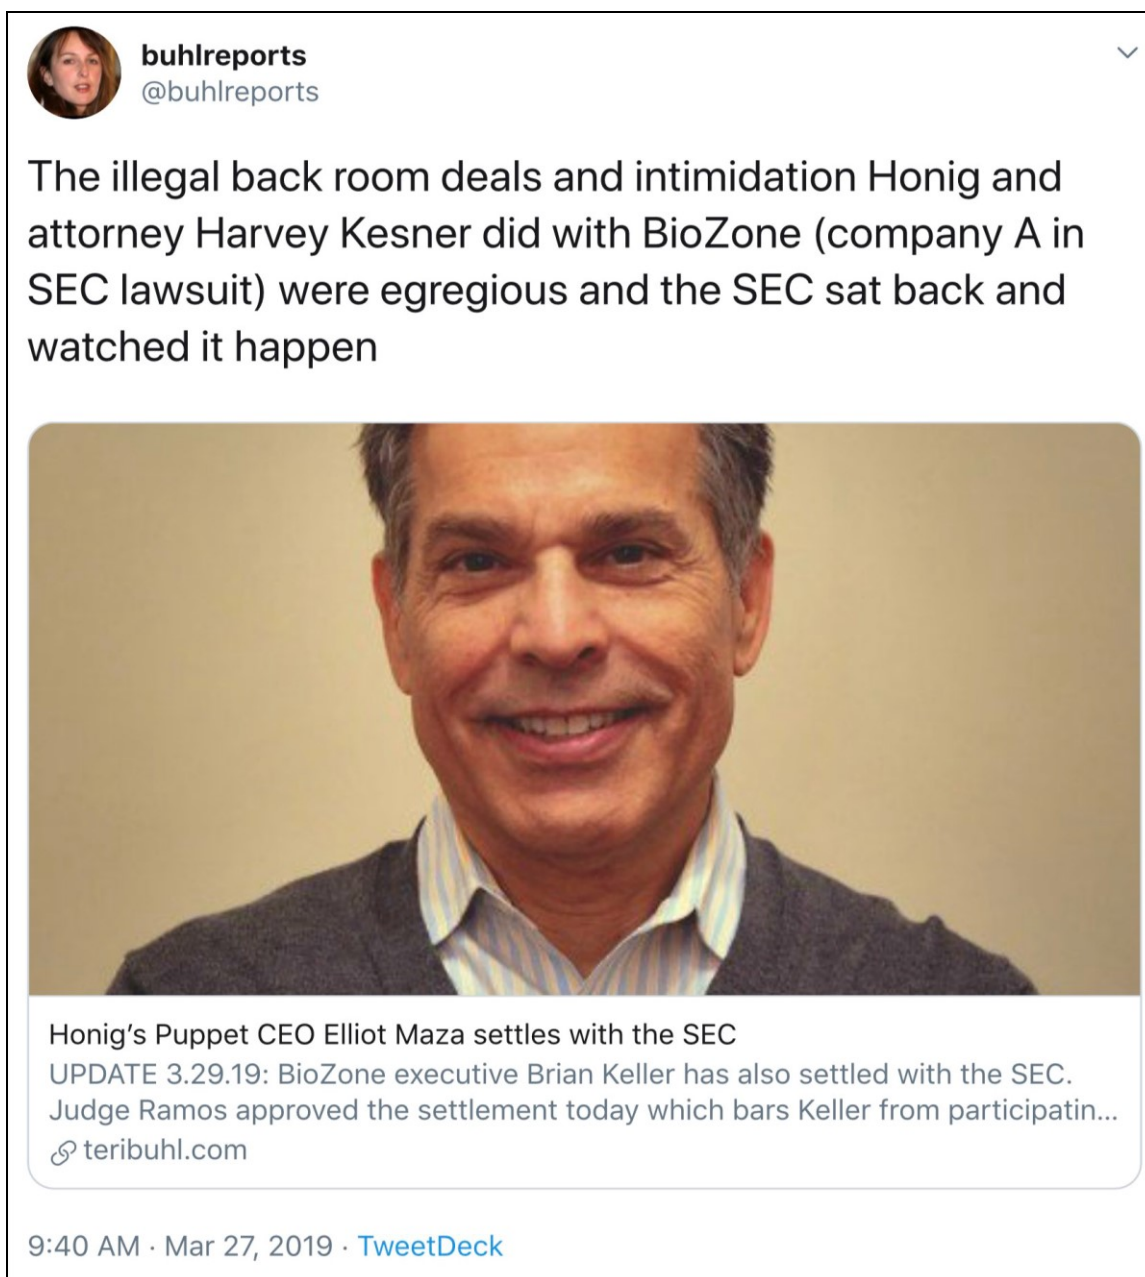 buhlreports
@buhlreports
The illegal back room deals and intimidation Honig and
attorney Harvey Kesner did with BioZone (company A in
SEC lawsuit) were egregious and the SEC sat back and
watched it happen
Honig's Puppet CEO Elliot Maza settles with the SEC
UPDATE 3.29.19: BioZone executive Brian Keller has also settled with the SEC.
Judge Ramos approved the settlement today which bars Keller from participatin...
teribuhl.com
9:40 AM · Mar 27, 2019 · TweetDeck